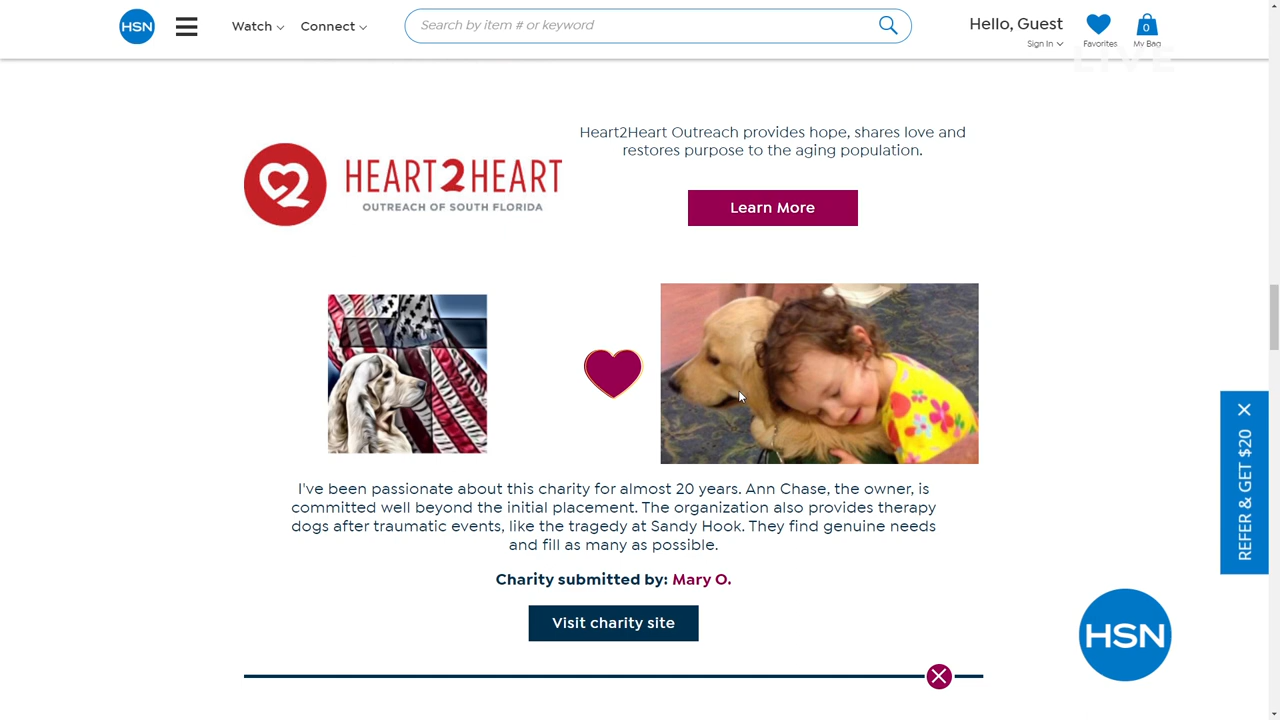 HSN
Watch
Connect
Search by item # or keyword
Hello, Guest
Sign In
Favorites
0
My Bag
LIVE
Heart2Heart Outreach provides hope, shares love and
restores purpose to the aging population.
HEART2HEART
OUTREACH OF SOUTH FLORIDA
Learn More
I've been passionate about this charity for almost 20 years. Ann Chase, the owner, is
committed well beyond the initial placement. The organization also provides therapy
dogs after traumatic events, like the tragedy at Sandy Hook. They find genuine needs
and fill as many as possible.
Charity submitted by: Mary O.
Visit charity site
REFER & GET $20
HSN